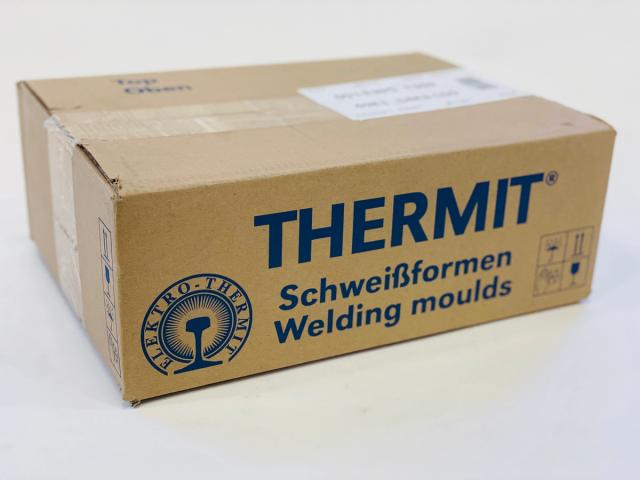 Top
Oben
THERMIT®
Schweißformen
Welding moulds
ELEKTRO-THERMIT